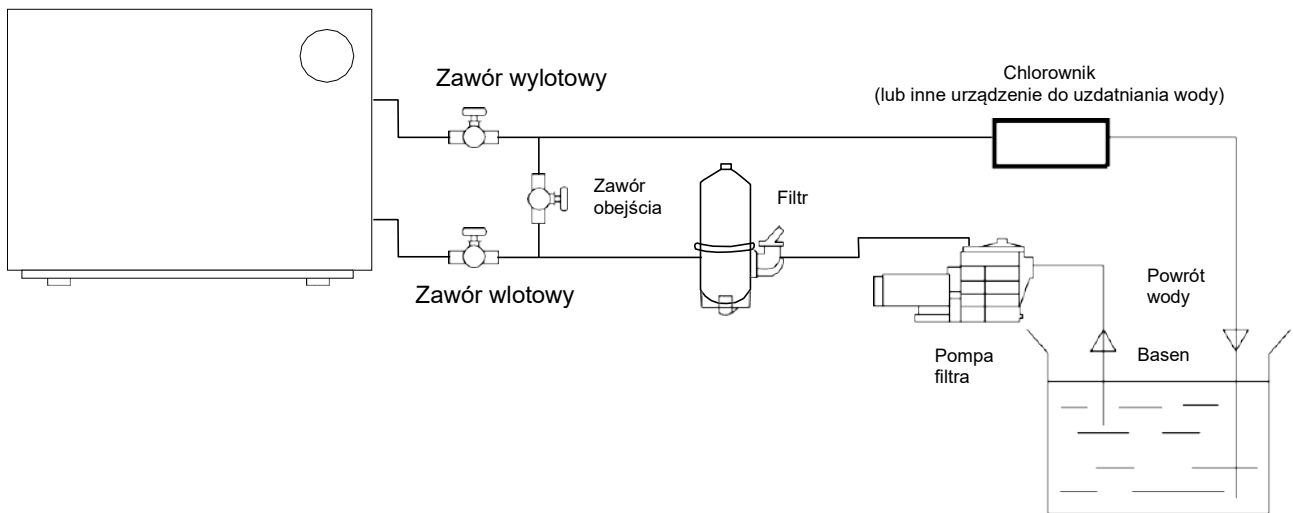 Zawór wylotowy
Chlorownik
(lub inne urządzenie do uzdatniania wody)
Zawór
obejścia
Filtr
Zawór wlotowy
Pompa
filtra
Powrót
wody
Basen